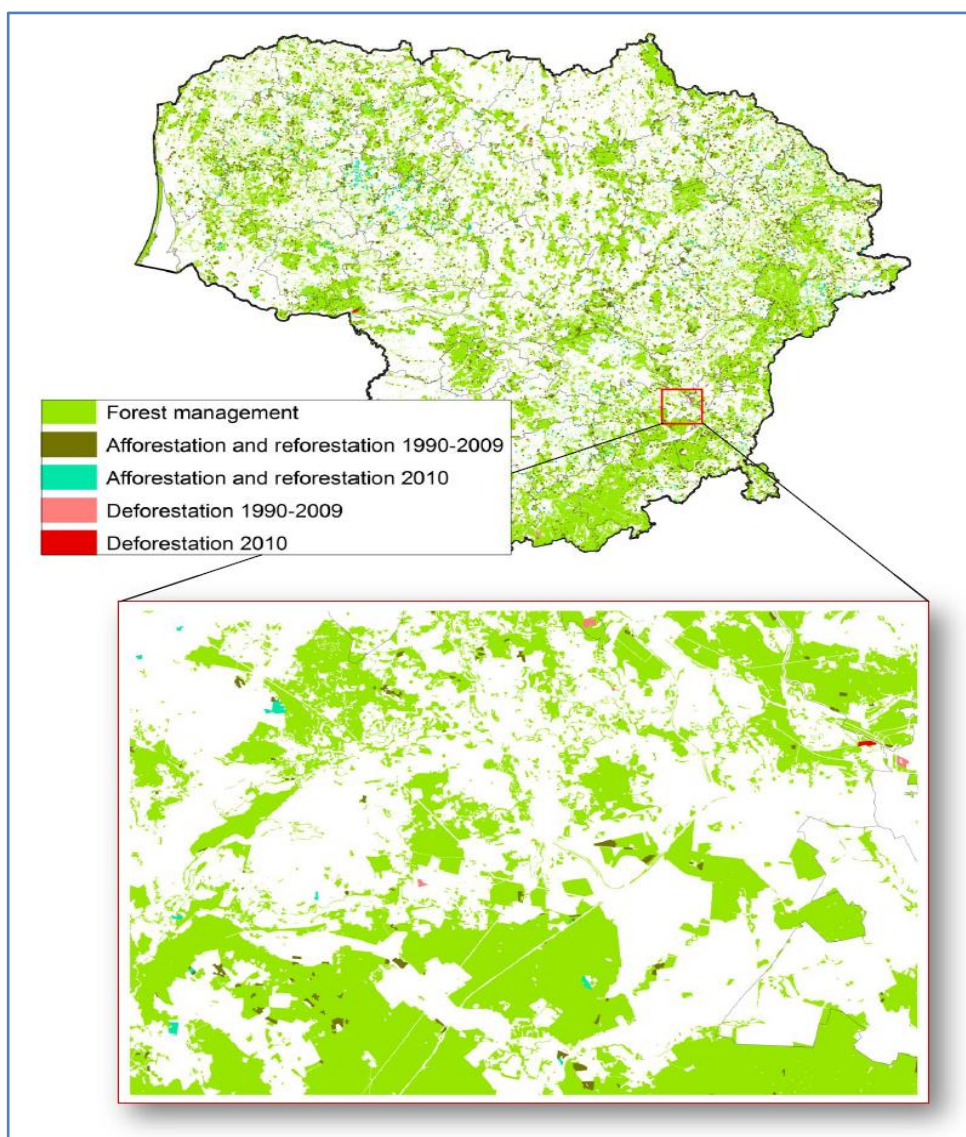 Forest management
Afforestation and reforestation 1990-2009
Afforestation and reforestation 2010
Deforestation 1990-2009
Deforestation 2010